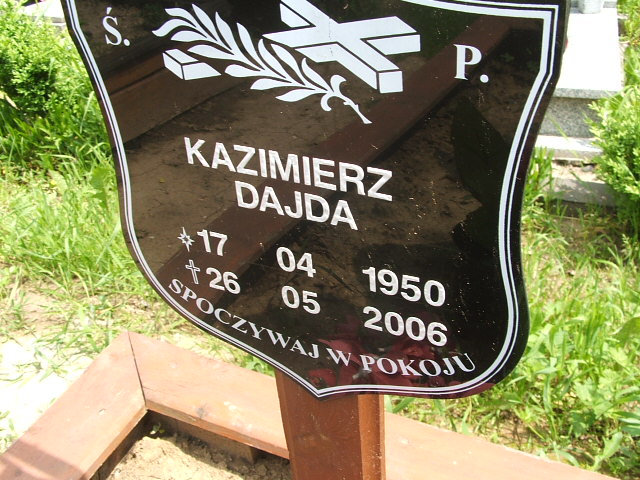 Ś. P.
KAZIMIERZ
DAJDA
17 04 1950
26 05 2006
SPOCZYWAJ W POKOJU